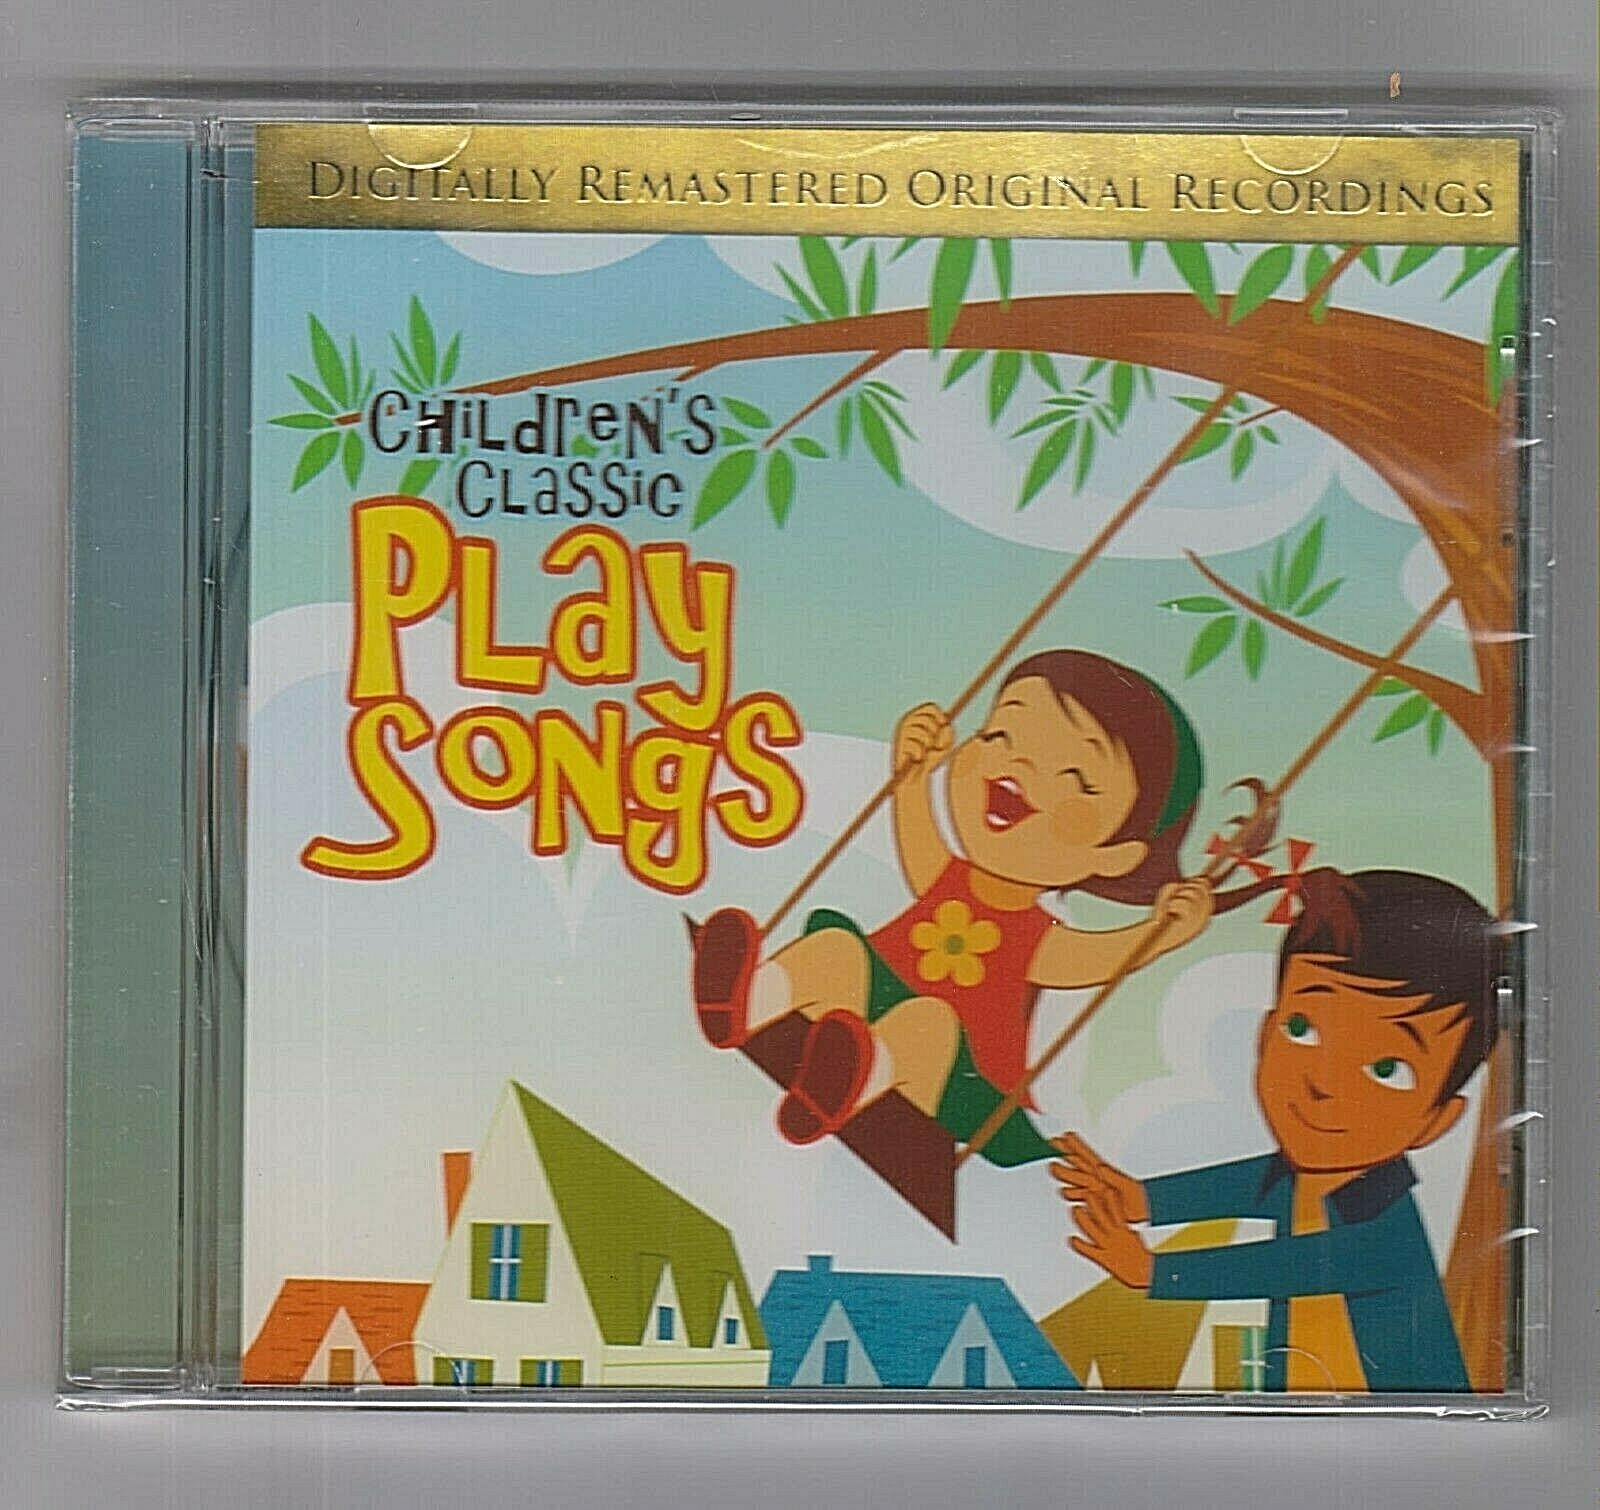 DIGITALLY REMASTERED ORIGINAL RECORDINGS
CHiLdreN'S
CLaSSiC
PLay
SONgS